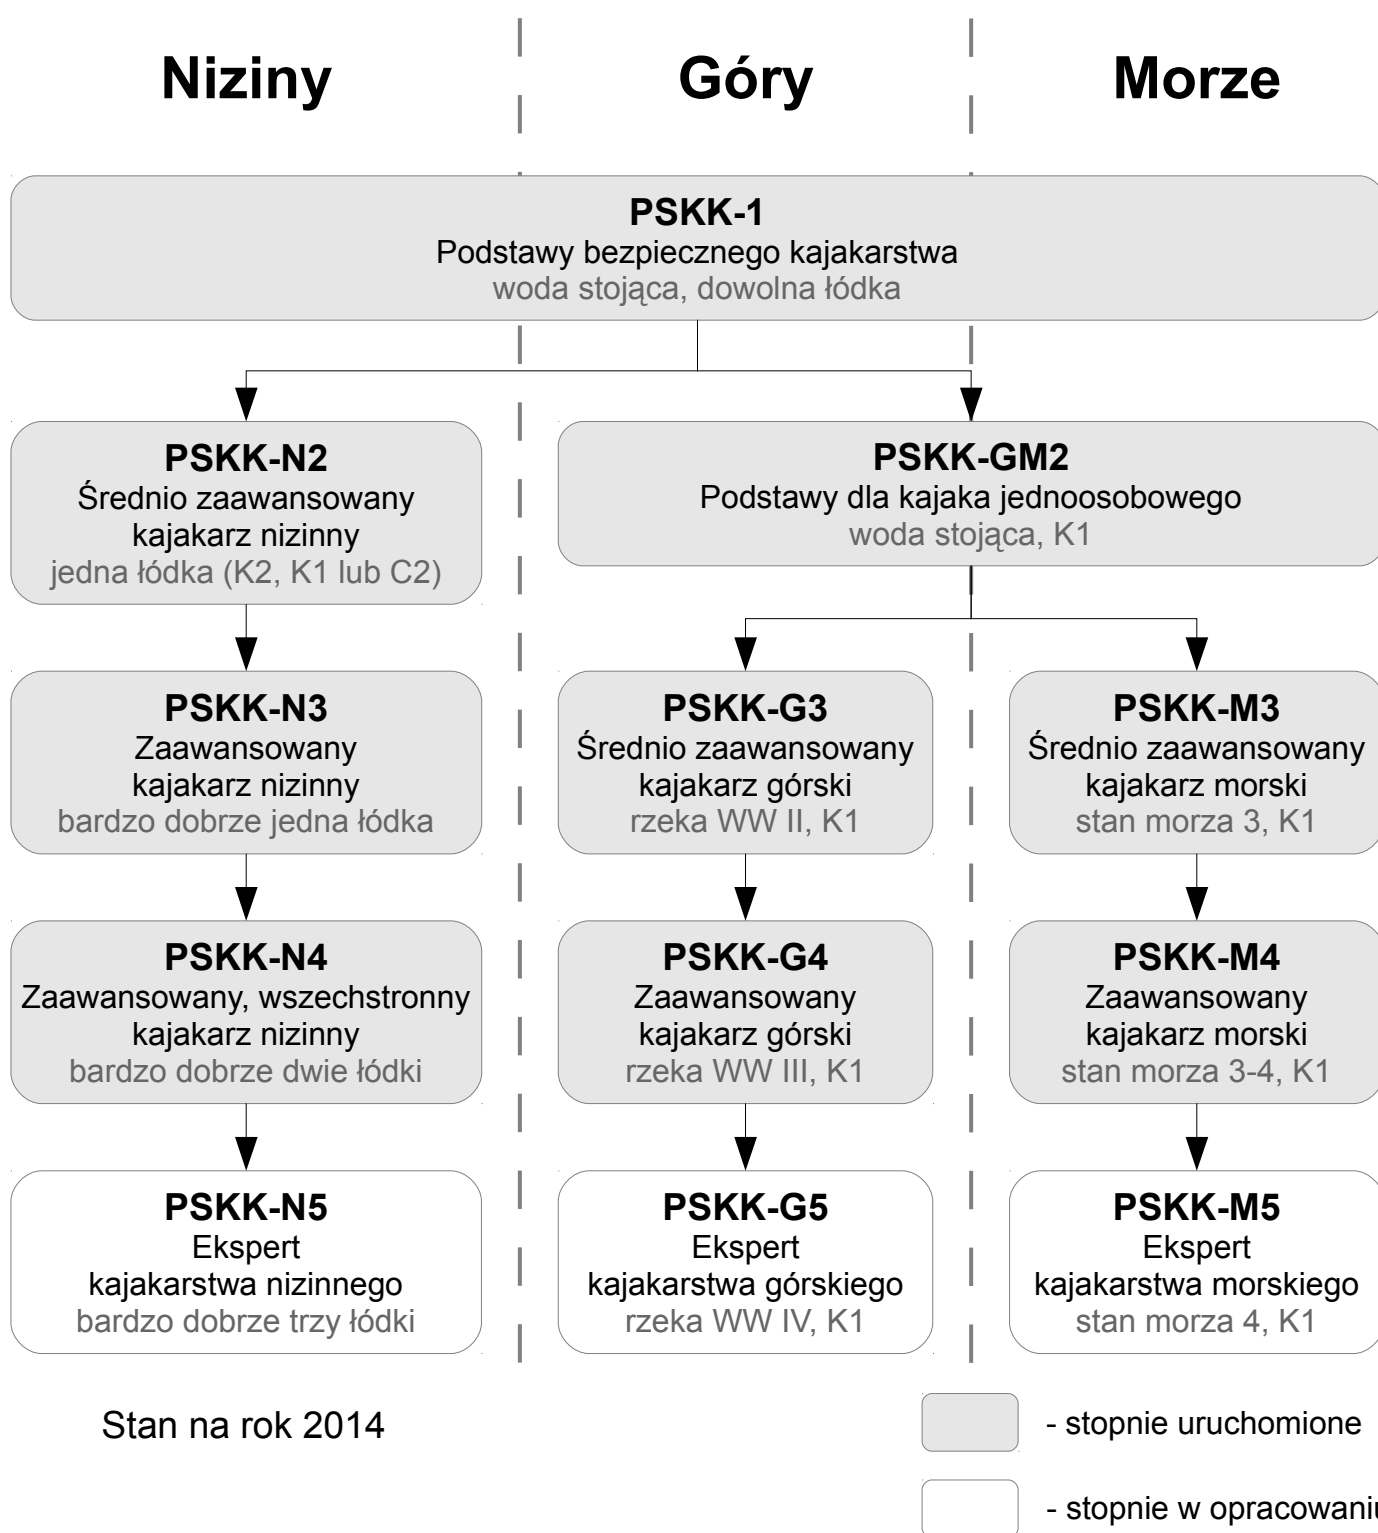 Niziny
Góry
Morze
PSKK-1
Podstawy bezpiecznego kajakarstwa
woda stojąca, dowolna łódka
PSKK-N2
Średnio zaawansowany
kajakarz nizinny
jedna łódka (K2, K1 lub C2)
PSKK-GM2
Podstawy dla kajaka jednoosobowego
woda stojąca, K1
PSKK-N3
Zaawansowany
kajakarz nizinny
bardzo dobrze jedna łódka
PSKK-G3
Średnio zaawansowany
kajakarz górski
rzeka WW II, K1
PSKK-M3
Średnio zaawansowany
kajakarz morski
stan morza 3, K1
PSKK-N4
Zaawansowany, wszechstronny
kajakarz nizinny
bardzo dobrze dwie łódki
PSKK-G4
Zaawansowany
kajakarz górski
rzeka WW III, K1
PSKK-M4
Zaawansowany
kajakarz morski
stan morza 3-4, K1
PSKK-N5
Ekspert
kajakarstwa nizinnego
bardzo dobrze trzy łódki
PSKK-G5
Ekspert
kajakarstwa górskiego
rzeka WW IV, K1
PSKK-M5
Ekspert
kajakarstwa morskiego
stan morza 4, K1
Stan na rok 2014
- stopnie uruchomione
- stopnie w opracowaniu